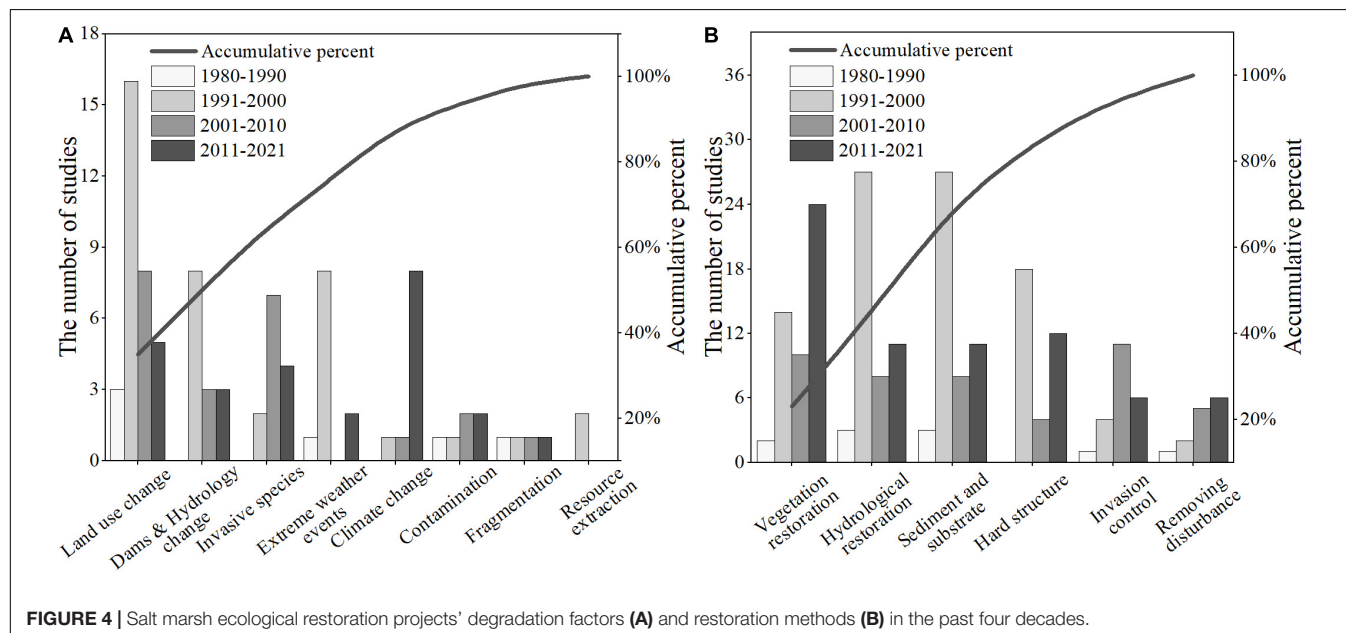 A
The number of studies
18
15
12
9
6
3
0
Accumulative percent
1980-1990
1991-2000
2001-2010
2011-2021
100%
80%
60%
40%
20%
Accumulative percent
Land use change
Dams & Hydrology
change
Invasive species
Extreme weather
events
Climate change
Contamination
Fragmentation
Resource
extraction
B
The number of studies
36
30
24
18
12
6
0
Accumulative percent
1980-1990
1991-2000
2001-2010
2011-2021
100%
80%
60%
40%
20%
Accumulative percent
Vegetation
restoration
Hydrological
restoration
Sediment and
substrate
Hard structure
Invasion
control
Removing
disturbance
FIGURE 4 | Salt marsh ecological restoration projects' degradation factors (A) and restoration methods (B) in the past four decades.